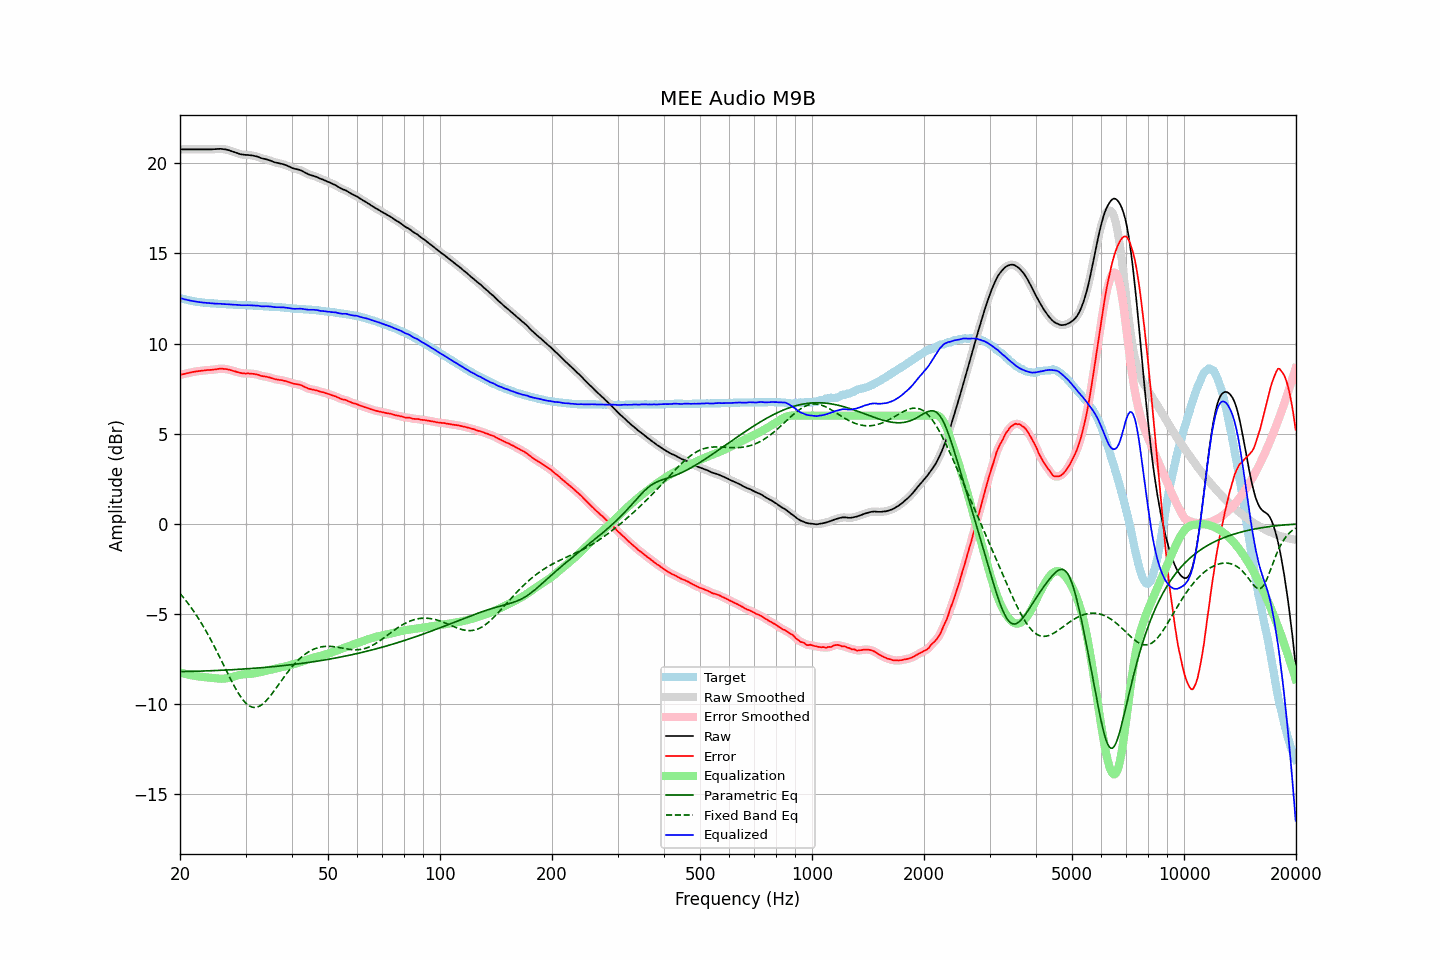 MEE Audio M9B
Amplitude (dBr)
20
15
10
5
0
−5
−10
−15
Target
Raw Smoothed
Error Smoothed
Raw
Error
Equalization
Parametric Eq
Fixed Band Eq
Equalized
20 50 100 200 500 1000 2000 5000 10000 20000
Frequency (Hz)